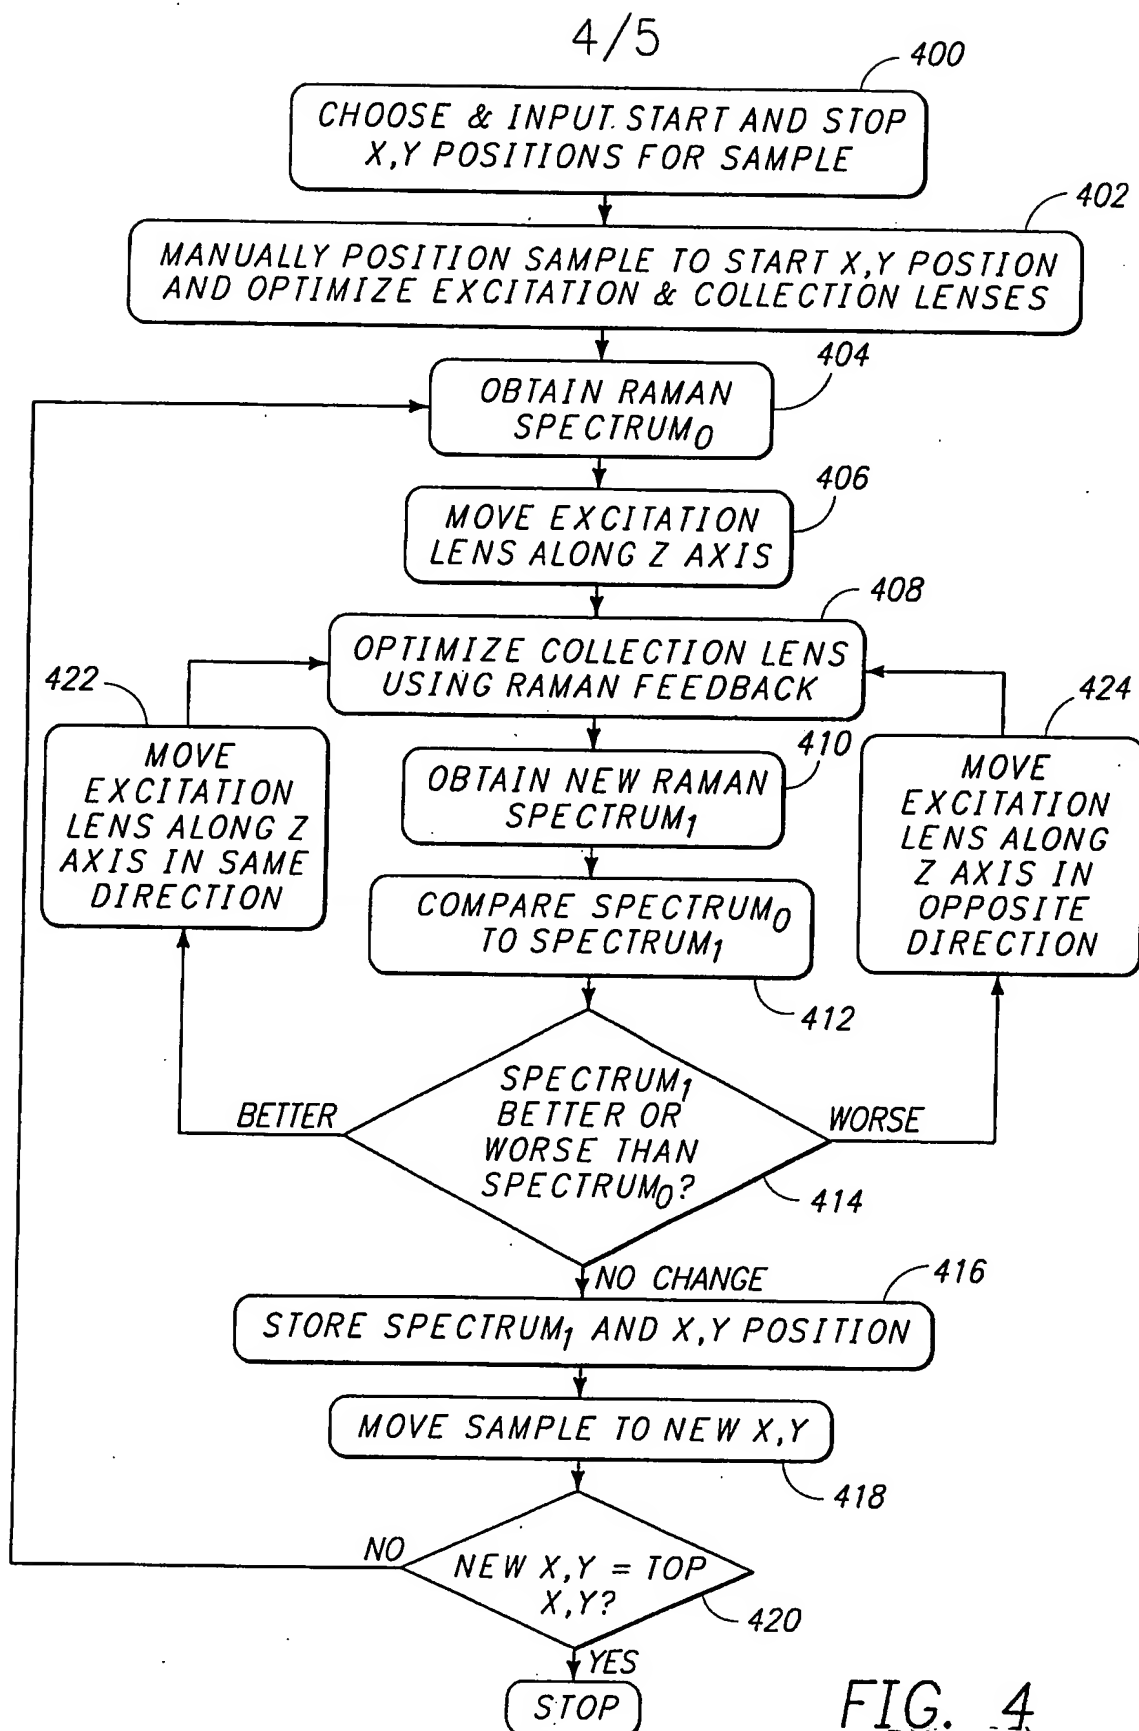 4/5
400
CHOOSE & INPUT START AND STOP
X,Y POSITIONS FOR SAMPLE
402
MANUALLY POSITION SAMPLE TO START X,Y POSTION
AND OPTIMIZE EXCITATION & COLLECTION LENSES
404
OBTAIN RAMAN
SPECTRUM0
406
MOVE EXCITATION
LENS ALONG Z AXIS
408
OPTIMIZE COLLECTION LENS
USING RAMAN FEEDBACK
422
MOVE
EXCITATION
LENS ALONG Z
AXIS IN SAME
DIRECTION
410
OBTAIN NEW RAMAN
SPECTRUM1
424
MOVE
EXCITATION
LENS ALONG
Z AXIS IN
OPPOSITE
DIRECTION
COMPARE SPECTRUM0
TO SPECTRUM1
412
SPECTRUM1
BETTER OR
WORSE THAN
SPECTRUM0?
BETTER
WORSE
414
NO CHANGE
416
STORE SPECTRUM1 AND X,Y POSITION
MOVE SAMPLE TO NEW X,Y
418
NO
NEW X,Y = TOP
X,Y?
420
YES
STOP
FIG. 4